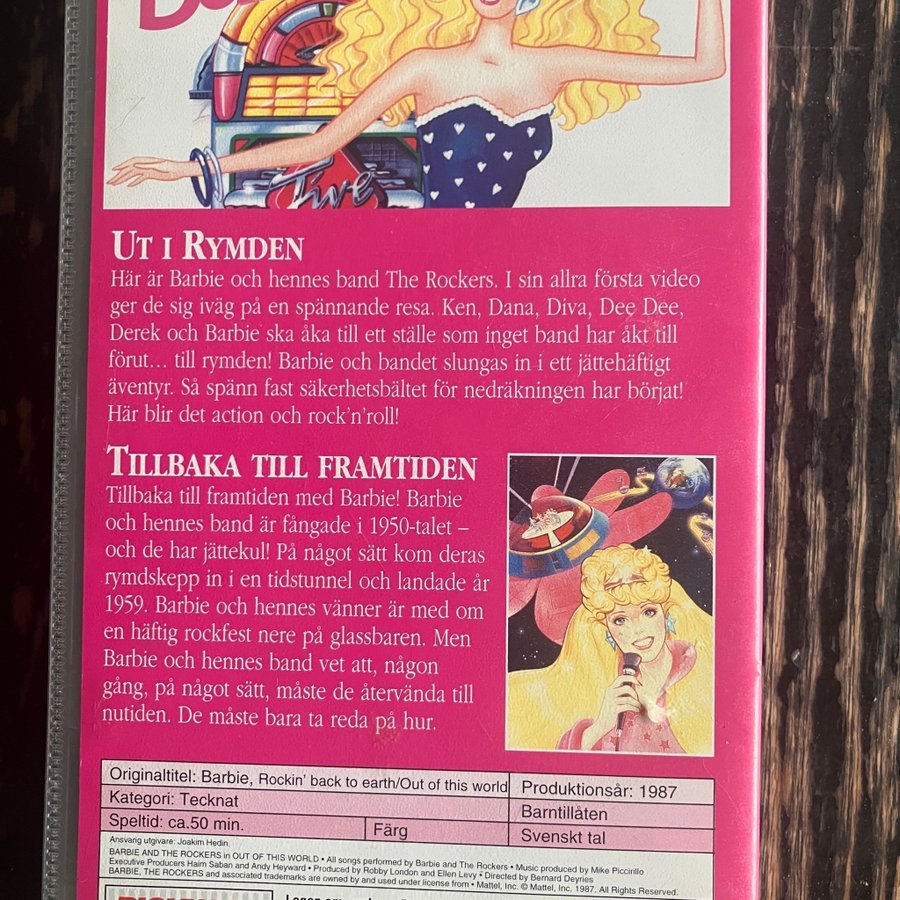 Live
UT I RYMDEN
Här är Barbie och hennes band The Rockers. I sin allra första video
ger de sig iväg på en spännande resa. Ken, Dana, Diva, Dee Dee,
Derek och Barbie ska åka till ett ställe som inget band har åkt till
förut... till rymden! Barbie och bandet slungas in i ett jättehäftigt
äventyr. Så spänn fast säkerhetsbältet för nedräkningen har börjat!
Här blir det action och rock'n'roll!
TILLBAKA TILL FRAMTIDEN
Tillbaka till framtiden med Barbie! Barbie
och hennes band är fångade i 1950-talet –
och de har jättekul! På något sätt kom deras
rymdskepp in i en tidstunnel och landade år
1959. Barbie och hennes vänner är med om
en häftig rockfest nere på glassbaren. Men
Barbie och hennes band vet att, någon
gång, på något sätt, måste de återvända till
nutiden. De måste bara ta reda på hur.
Originaltitel: Barbie, Rockin' back to earth/Out of this world
Produktionsår: 1987
Kategori: Tecknat
Barntillåten
Speltid: ca.50 min.
Färg
Svenskt tal
Ansvarig utgivare: Joakim Hedin.
BARBIE AND THE ROCKERS in OUT OF THIS WORLD • All songs performed by Barbie and The Rockers • Music produced by Mike Piccirillo
Executive Producers Haim Saban and Andy Heyward • Produced by Robby London and Ellen Levy • Directed by Bernard Deyries
BARBIE, THE ROCKERS and associated trademarks are owned by and used under license from • Mattel, Inc. © Mattel, Inc. 1987. All Rights Reserved.